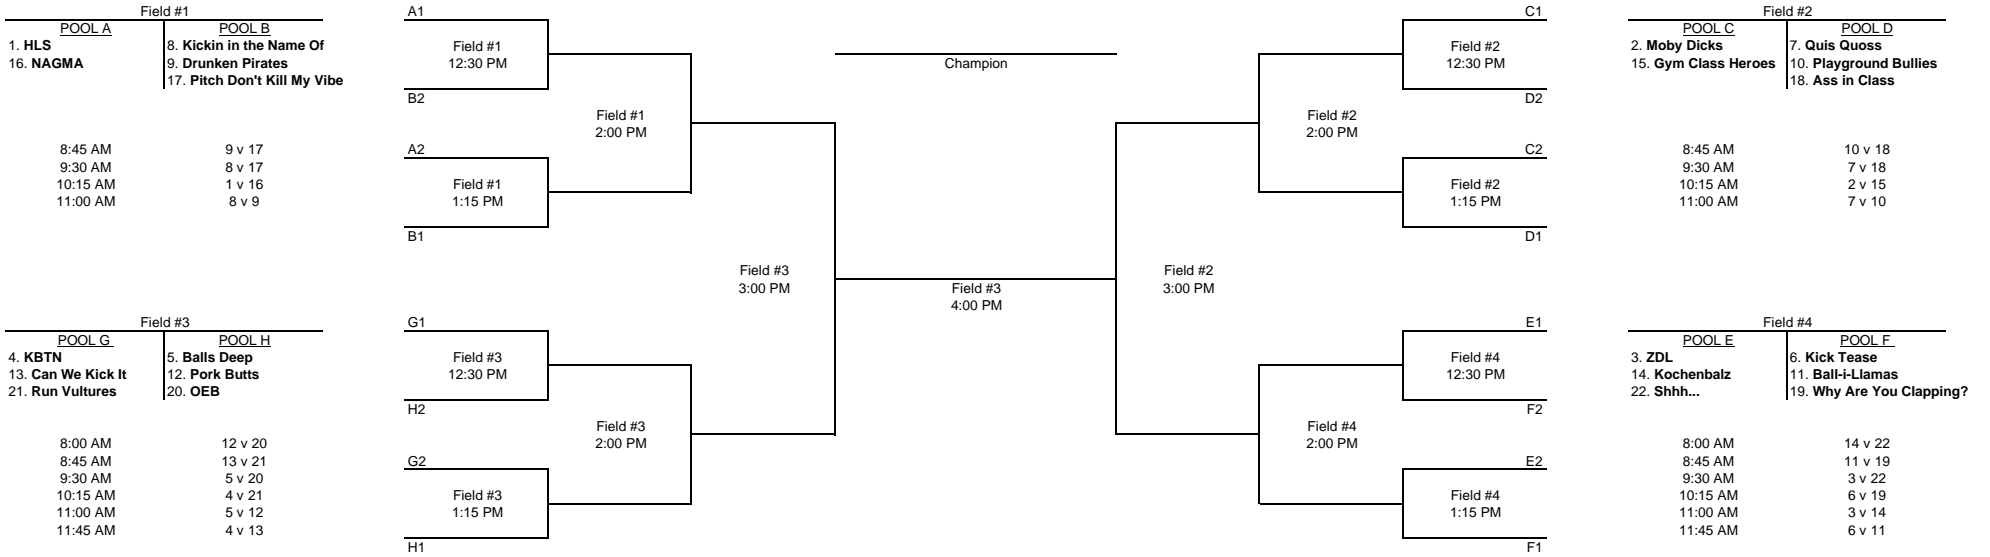 Field #1
POOL A POOL B
1. HLS 8. Kickin in the Name Of
16. NAGMA 9. Drunken Pirates
17. Pitch Don't Kill My Vibe
8:45 AM 9 v 17
9:30 AM 8 v 17
10:15 AM 1 v 16
11:00 AM 8 v 9
Field #3
POOL G POOL H
4. KBTN 5. Balls Deep
13. Can We Kick It 12. Pork Butts
21. Run Vultures 20. OEB
8:00 AM 12 v 20
8:45 AM 13 v 21
9:30 AM 5 v 20
10:15 AM 4 v 21
11:00 AM 5 v 12
11:45 AM 4 v 13
A1
Field #1
12:30 PM
B2
Field #1
2:00 PM
A2
Field #1
1:15 PM
B1
Field #3
3:00 PM
G1
Field #3
12:30 PM
H2
Field #3
2:00 PM
G2
Field #3
1:15 PM
H1
Champion
Field #3
4:00 PM
C1
Field #2
12:30 PM
D2
Field #2
2:00 PM
C2
Field #2
1:15 PM
D1
Field #2
3:00 PM
E1
Field #4
12:30 PM
F2
Field #4
2:00 PM
E2
Field #4
1:15 PM
F1
Field #2
POOL C POOL D
2. Moby Dicks 7. Quis Quoss
15. Gym Class Heroes 10. Playground Bullies
18. Ass in Class
8:45 AM 10 v 18
9:30 AM 7 v 18
10:15 AM 2 v 15
11:00 AM 7 v 10
Field #4
POOL E POOL F
3. ZDL 6. Kick Tease
14. Kochenbalz 11. Ball-i-Llamas
22. Shhh... 19. Why Are You Clapping?
8:00 AM 14 v 22
8:45 AM 11 v 19
9:30 AM 3 v 22
10:15 AM 6 v 19
11:00 AM 3 v 14
11:45 AM 6 v 11